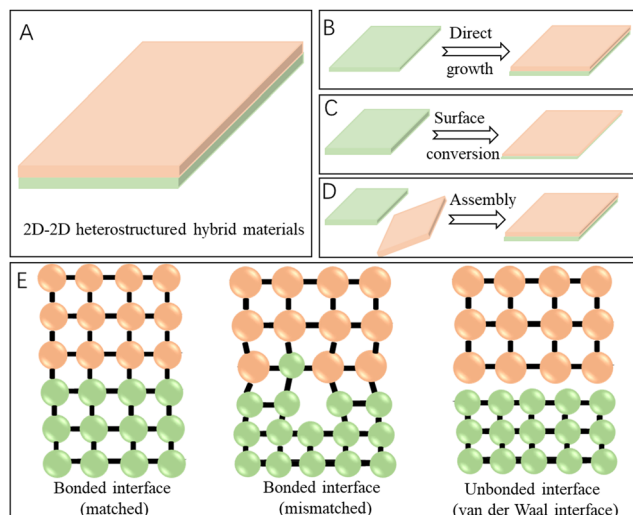 A
2D-2D heterostructured hybrid materials
B
Direct
growth
C
Surface
conversion
D
Assembly
E
Bonded interface
(matched)
Bonded interface
(mismatched)
Unbonded interface
(van der Waal interface)